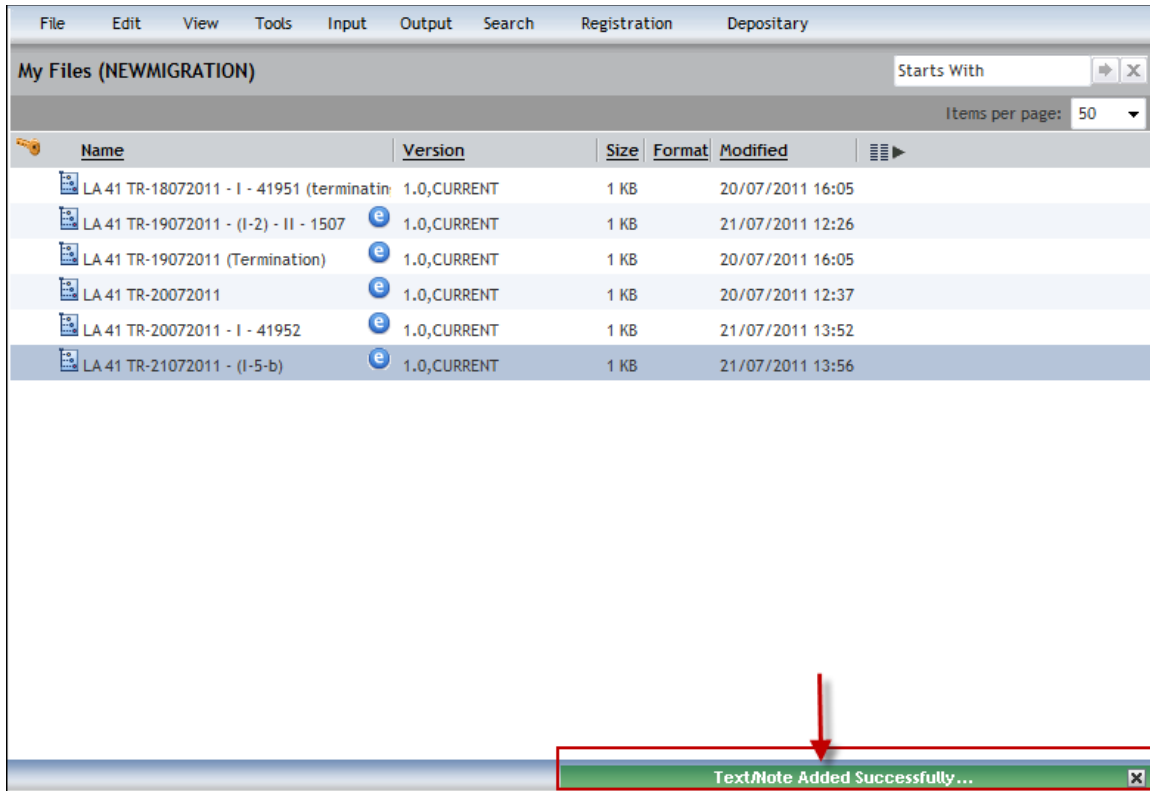 File Edit View Tools Input Output Search Registration Depositary
My Files (NEWMIGRATION) Starts With
Items per page: 50
Name Version Size Format Modified
LA 41 TR-18072011 - I - 41951 (terminatin 1.0,CURRENT 1 KB 20/07/2011 16:05
LA 41 TR-19072011 - (I-2) - II - 1507 e 1.0,CURRENT 1 KB 21/07/2011 12:26
LA 41 TR-19072011 (Termination) e 1.0,CURRENT 1 KB 20/07/2011 16:05
LA 41 TR-20072011 e 1.0,CURRENT 1 KB 20/07/2011 12:37
LA 41 TR-20072011 - I - 41952 e 1.0,CURRENT 1 KB 21/07/2011 13:52
LA 41 TR-21072011 - (I-5-b) e 1.0,CURRENT 1 KB 21/07/2011 13:56
Text/Note Added Successfully...